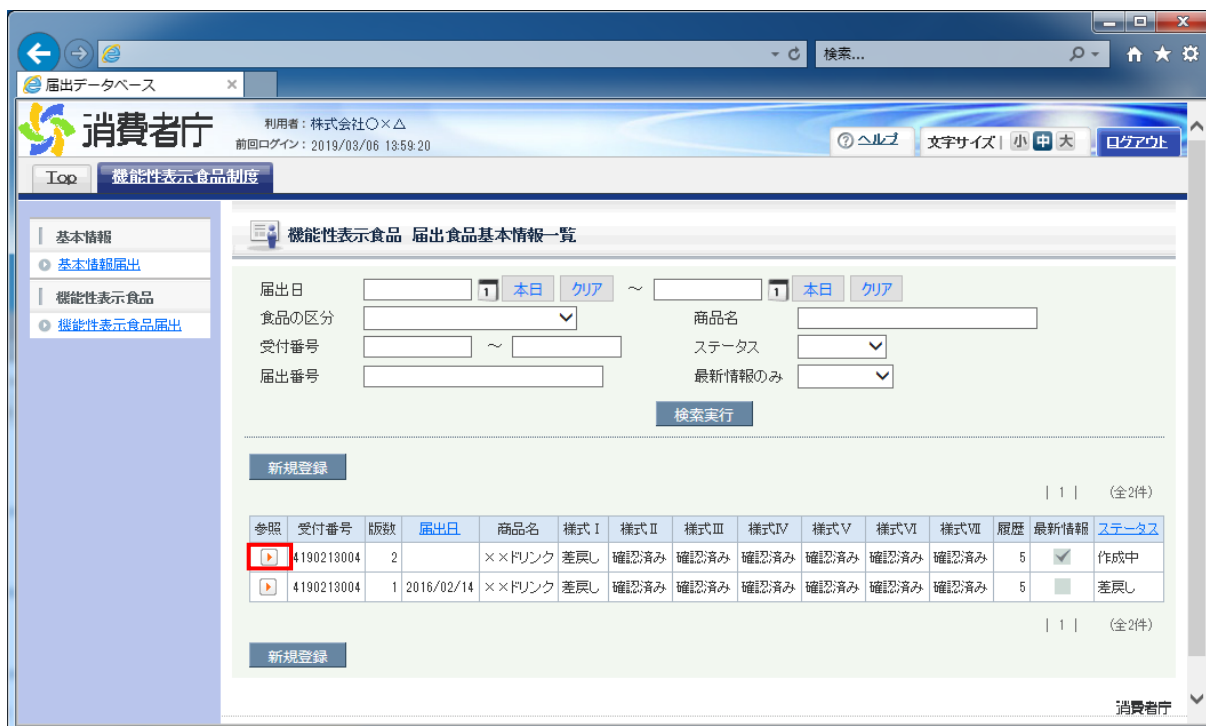 検索...
届出データベース
消費者庁
利用者：株式会社○×△
前回ログイン：2019/03/06 13:59:20
ヘルプ
文字サイズ | 小 中 大
ログアウト
Top 機能性表示食品制度
基本情報
基本情報届出
機能性表示食品
機能性表示食品届出
機能性表示食品 届出食品基本情報一覧
届出日 1 本日 クリア ～ 1 本日 クリア
食品の区分 商品名
受付番号 ～ ステータス
届出番号 最新情報のみ
検索実行
新規登録
| 1 | (全2件)
参照 受付番号 版数 届出日 商品名 様式Ⅰ 様式Ⅱ 様式Ⅲ 様式Ⅳ 様式Ⅴ 様式Ⅵ 様式Ⅶ 履歴 最新情報 ステータス
4190213004 2 ××ドリンク 差戻し 確認済み 確認済み 確認済み 確認済み 確認済み 確認済み 5 作成中
4190213004 1 2016/02/14 ××ドリンク 差戻し 確認済み 確認済み 確認済み 確認済み 確認済み 確認済み 5 差戻し
| 1 | (全2件)
新規登録
消費者庁